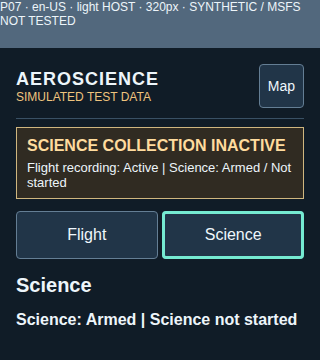 P07 · en-US · light HOST · 320px · SYNTHETIC / MSFS
NOT TESTED
AEROSCIENCE
SIMULATED TEST DATA
Map
SCIENCE COLLECTION INACTIVE
Flight recording: Active | Science: Armed / Not
started
Flight
Science
Science
Science: Armed | Science not started